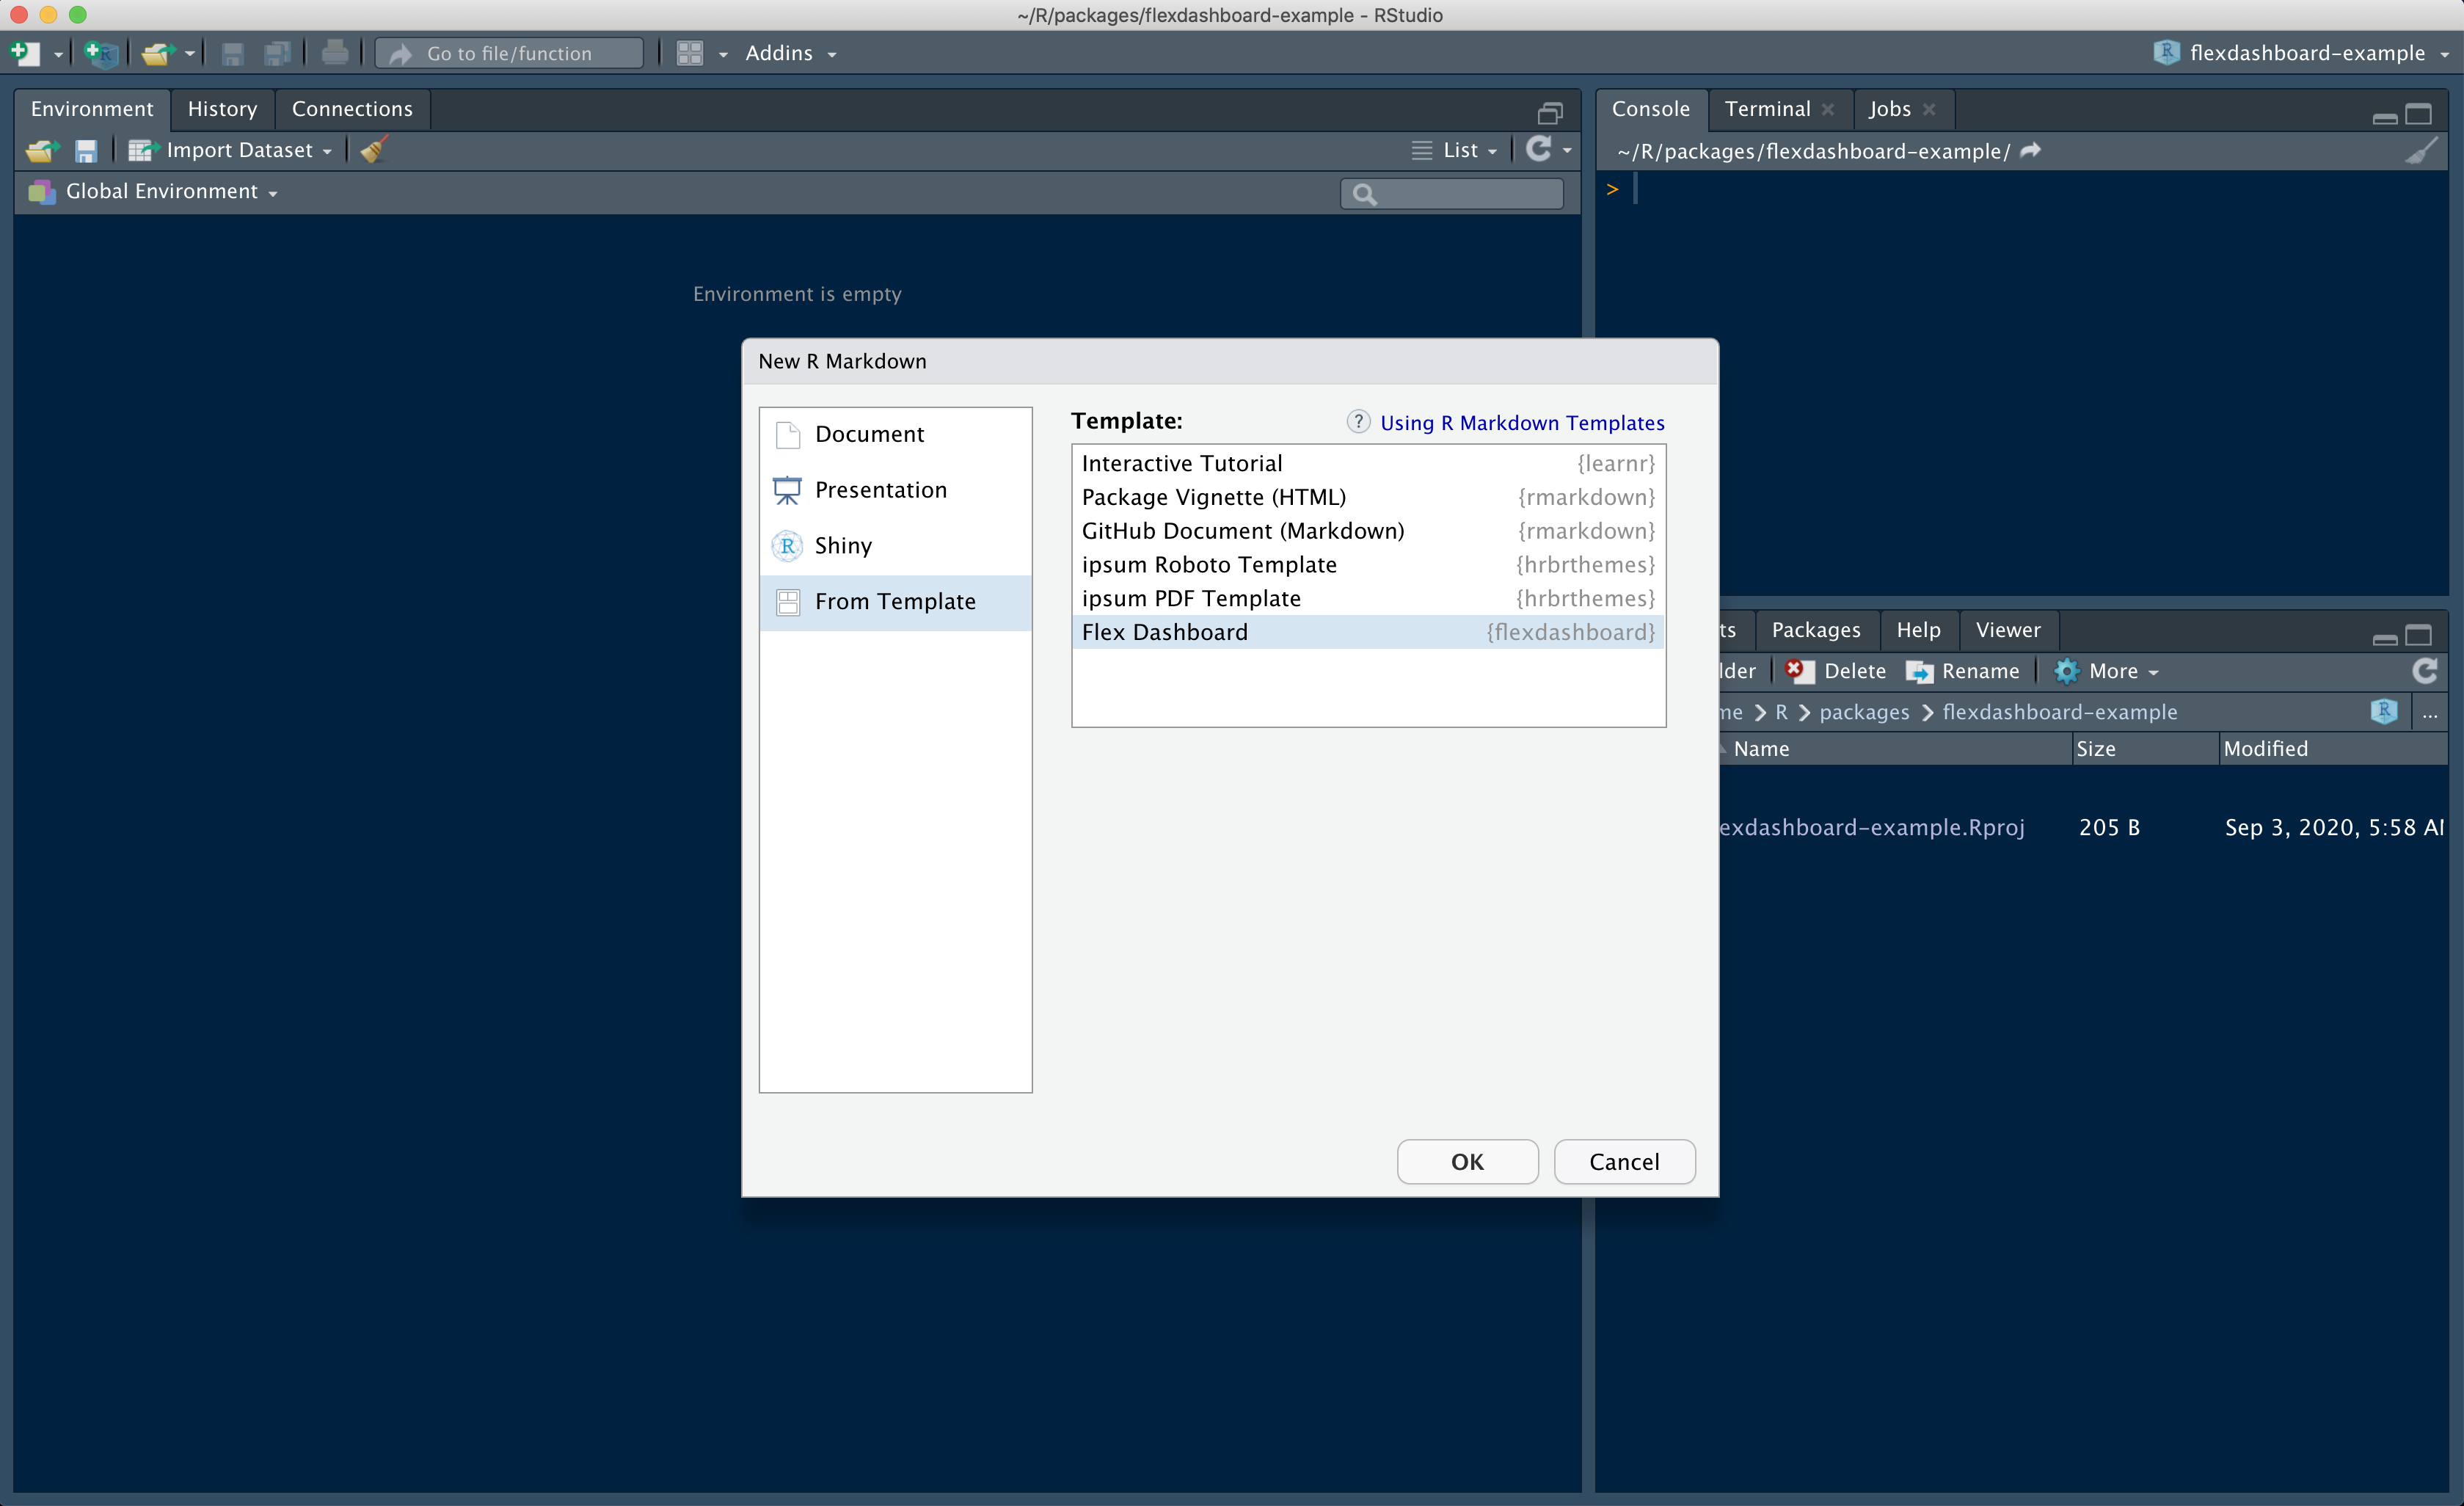 ~/R/packages/flexdashboard-example - RStudio
Go to file/function
Addins
flexdashboard-example
Environment History Connections
Import Dataset
List
Global Environment
Environment is empty
Console Terminal Jobs
~/R/packages/flexdashboard-example/
>
New R Markdown
Document
Presentation
R Shiny
From Template
Template:
? Using R Markdown Templates
Interactive Tutorial {learnr}
Package Vignette (HTML) {rmarkdown}
GitHub Document (Markdown) {rmarkdown}
ipsum Roboto Template {hrbrthemes}
ipsum PDF Template {hrbrthemes}
Flex Dashboard {flexdashboard}
OK Cancel
ts Packages Help Viewer
lder Delete Rename More
me R packages flexdashboard-example R ...
Name Size Modified
exdashboard-example.Rproj 205 B Sep 3, 2020, 5:58 A